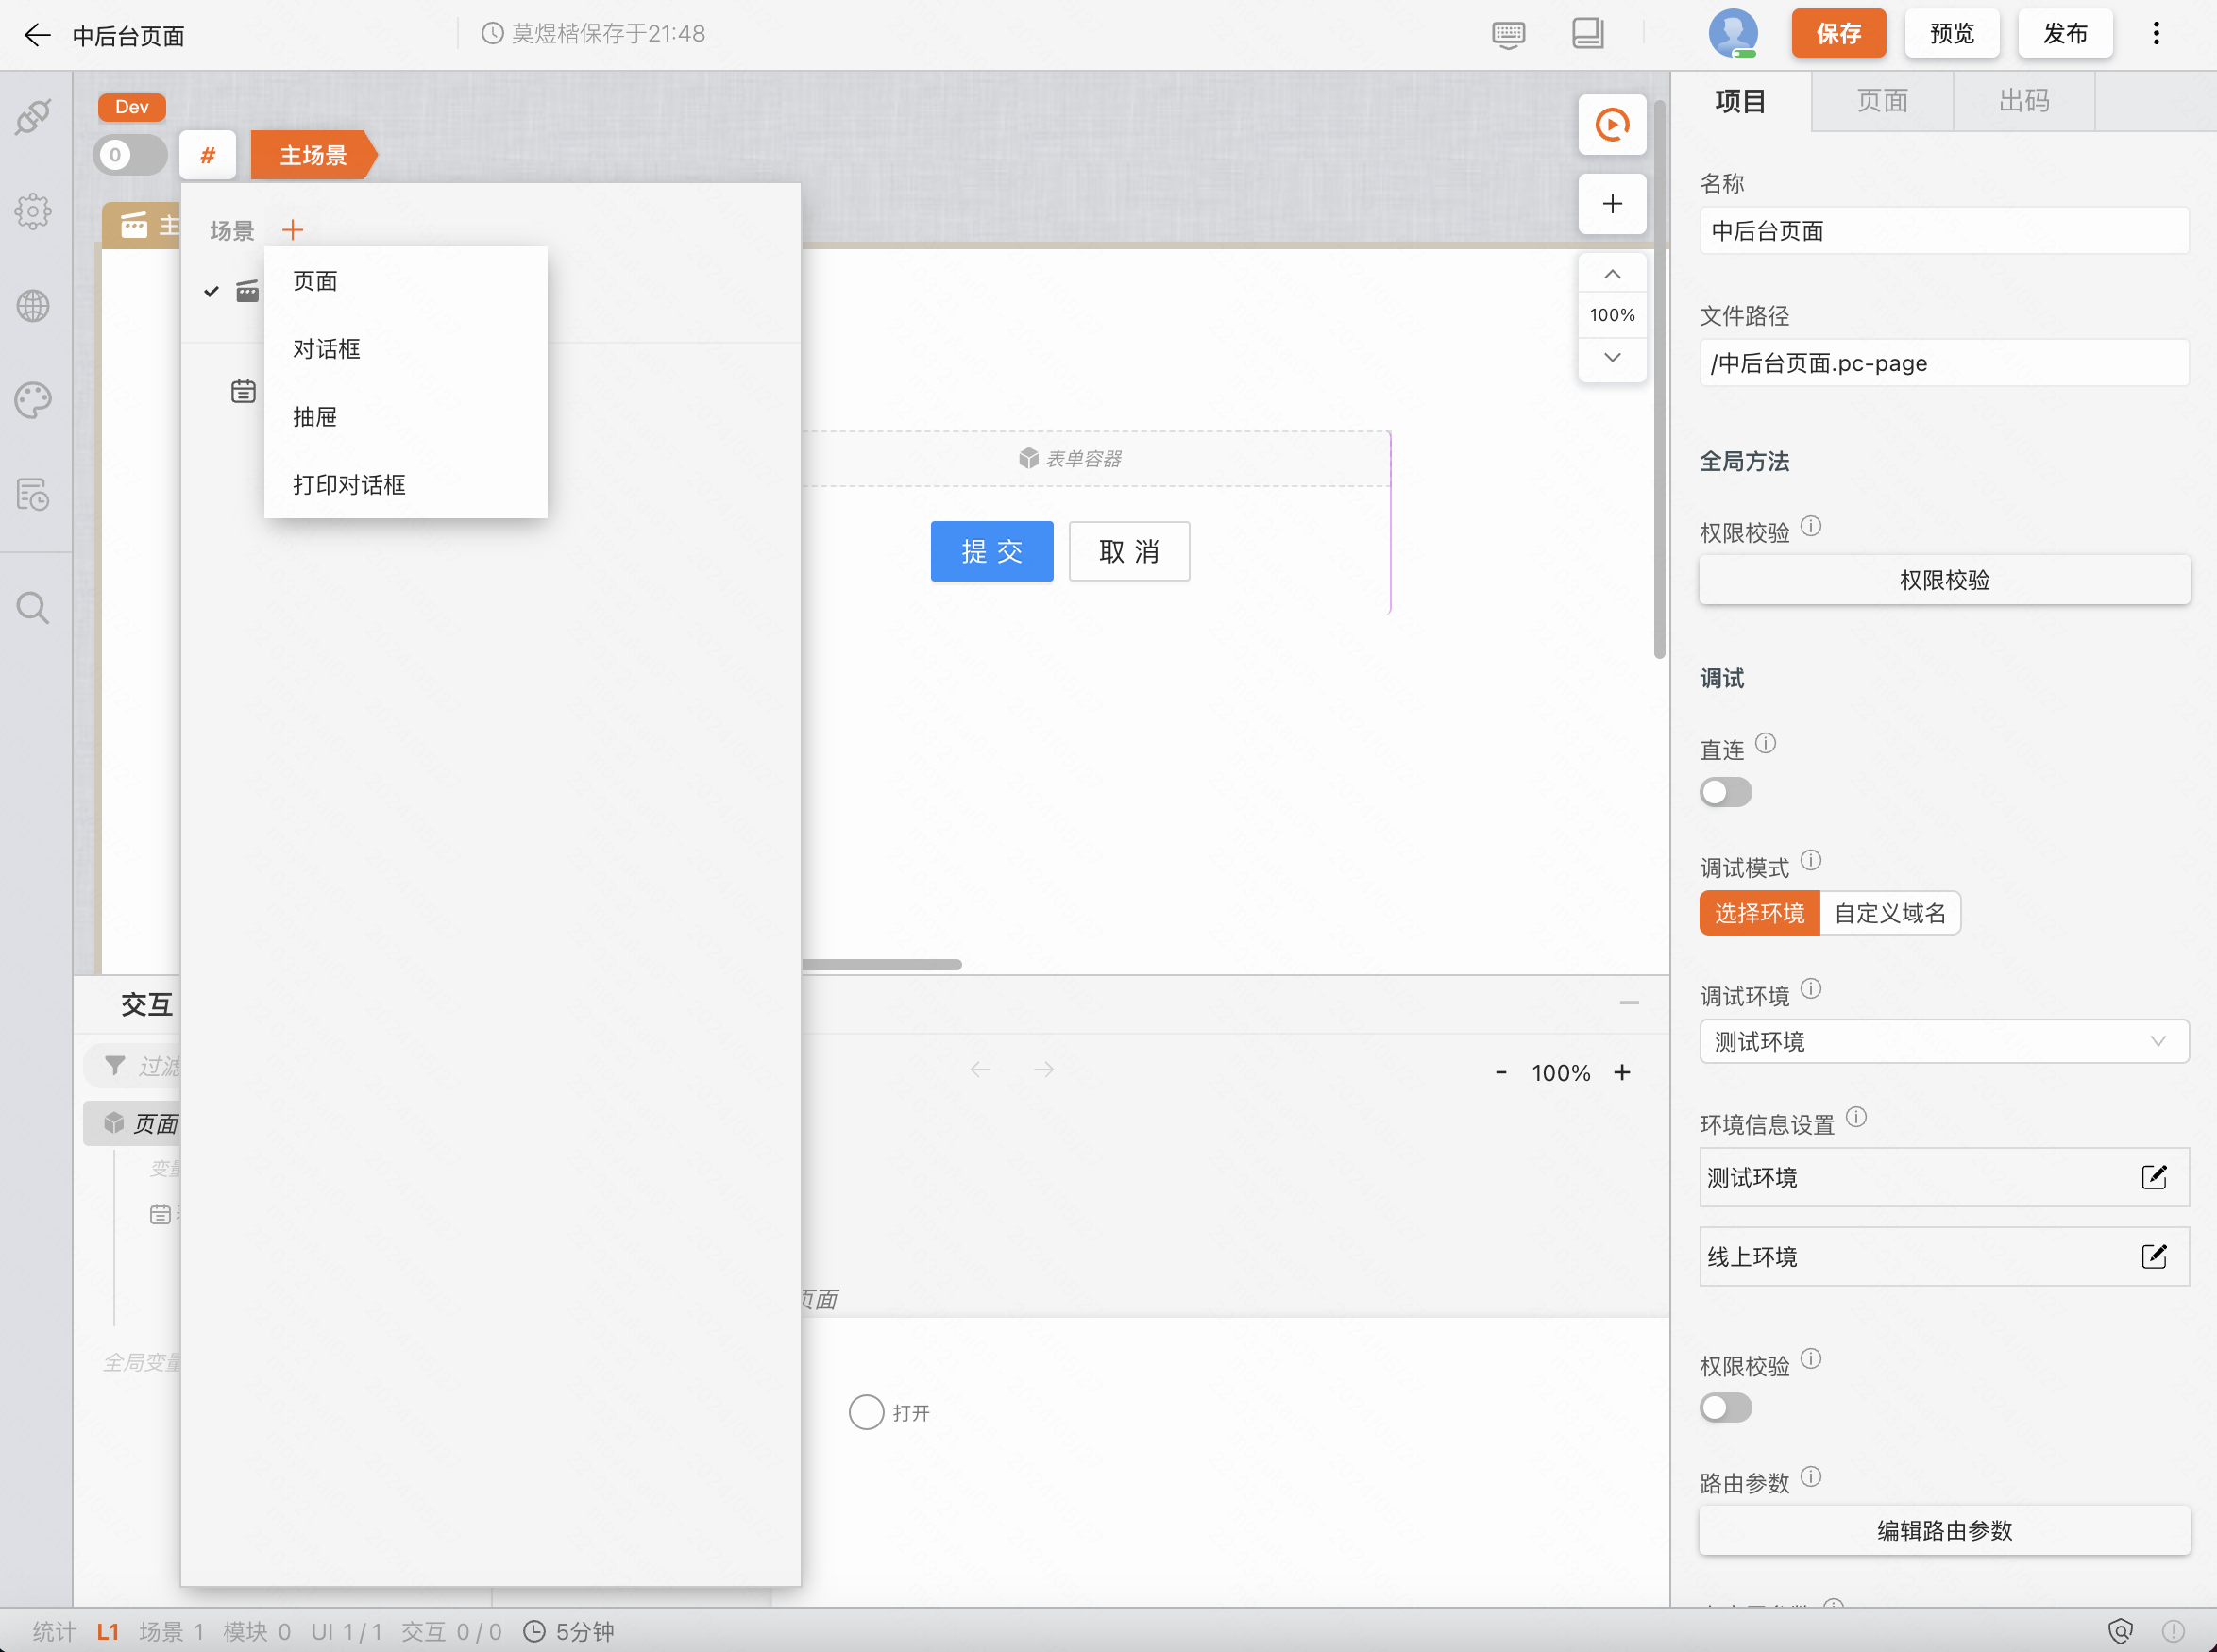 中后台页面
莫煜楷保存于21:48
保存
预览
发布
Dev
0
#
主场景
主
场景
页面
对话框
抽屉
打印对话框
100%
表单容器
提 交
取 消
交互
过滤
页面
变量
全局变量
- 100% +
页面
打开
项目
页面
出码
名称
中后台页面
文件路径
/中后台页面.pc-page
全局方法
权限校验
权限校验
调试
直连
调试模式
选择环境
自定义域名
调试环境
测试环境
环境信息设置
测试环境
线上环境
权限校验
路由参数
编辑路由参数
统计 L1 场景 1 模块 0 UI 1 / 1 交互 0 / 0 5分钟